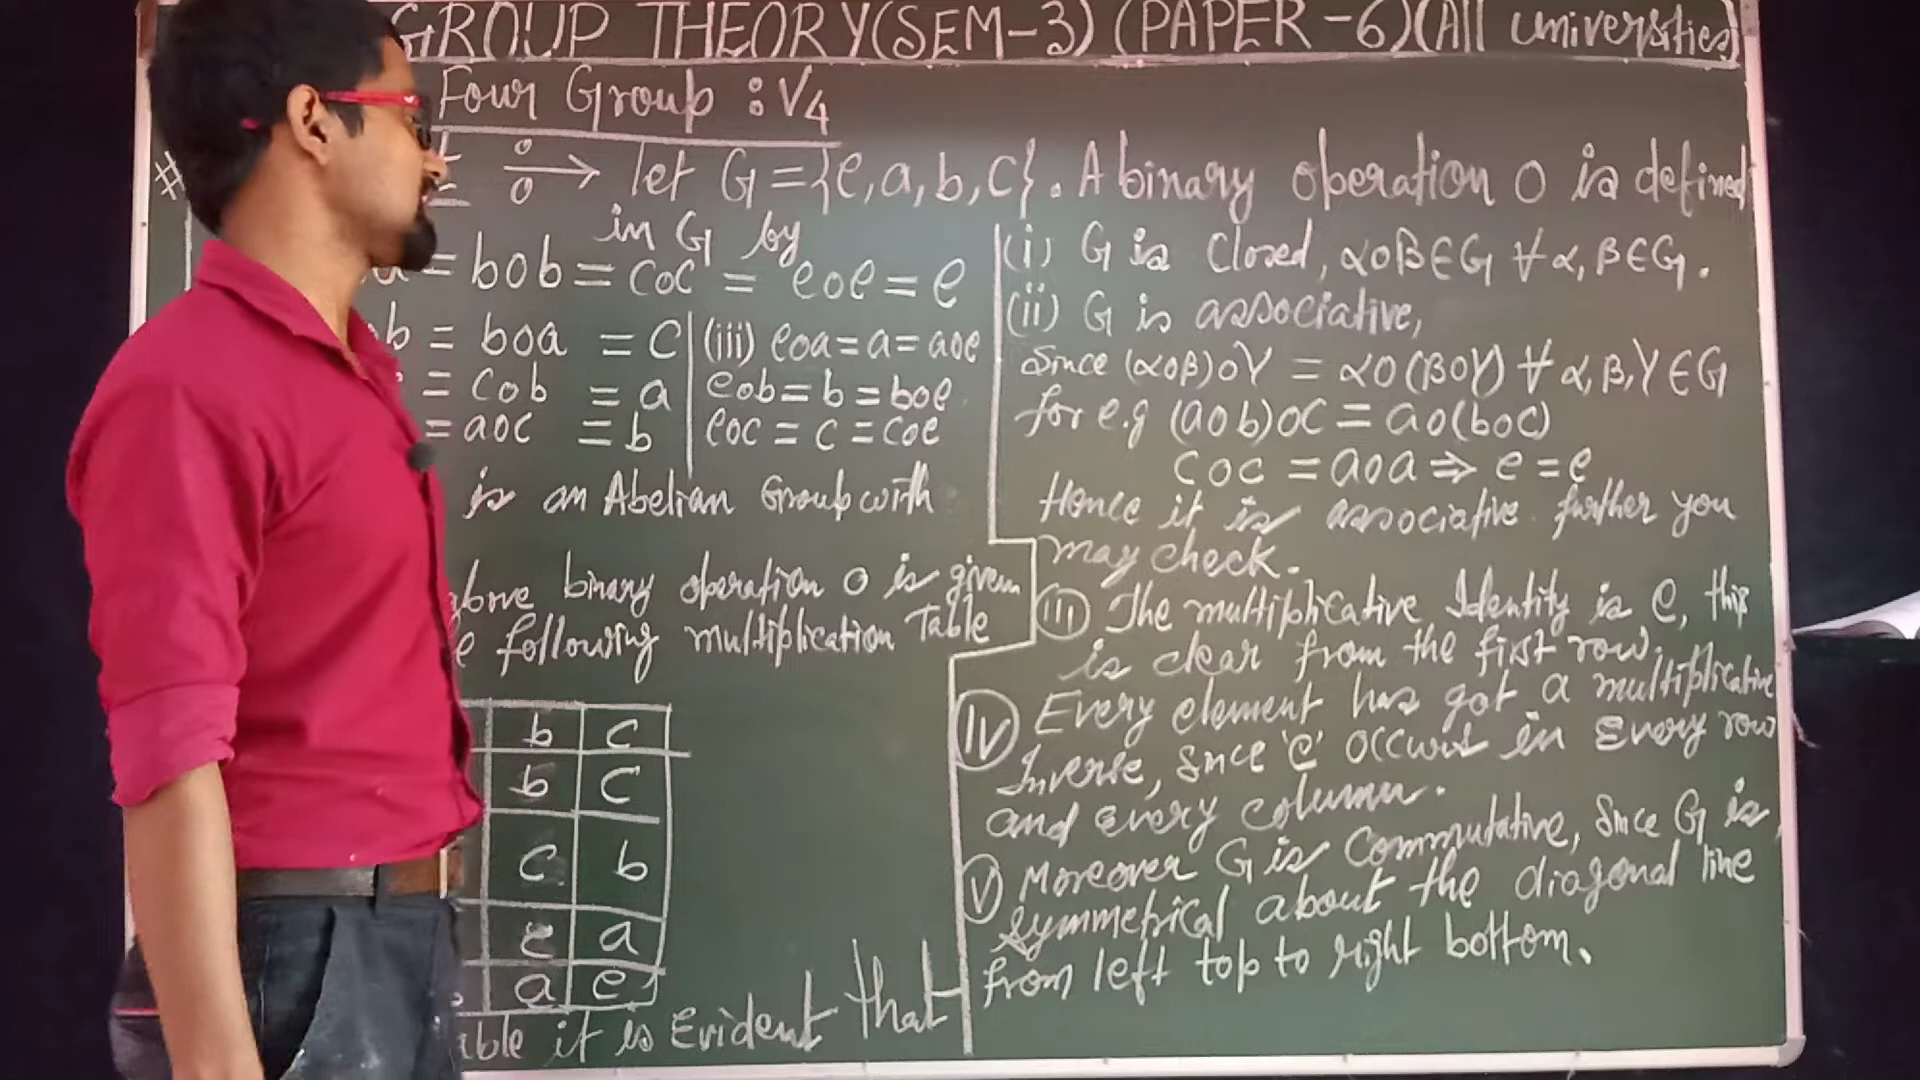 GROUP THEORY(SEM-3) (PAPER-6)(All universities)
Four Group : V4
# : → let G={e,a,b,c}. A binary operation o is defined
in G by
= bob = coc = eoe = e
b = boa = c
= cob = a
= aoc = b
(iii) eoa=a=aoe
eob=b=boe
eoc = c = coe
is an Abelian Group with
above binary operation o is given
e following multiplication Table
b c
b c
c b
e a
a e
able it is Evident that
(i) G is Closed, αoβ∈G ∀ α, β∈G.
(ii) G is associative,
Since (αoβ)oγ = αo(βoγ) ∀ α, β, γ ∈ G
for e.g (aob)oc = ao(boc)
coc = aoa ⇒ e = e
Hence it is associative further you
may check.
(iii) The multiplicative Identity is e, this
is clear from the first row.
(iv) Every element has got a multiplicative
Inverse, Since 'e' occurs in Every row
and every column.
(v) Moreover G is Commutative, Since G is
Symmetrical about the diagonal line
from left top to right bottom.